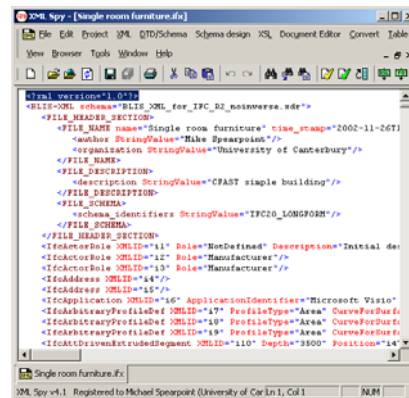 XML Spy - [Single room furniture.ifx]
File Edit Project XML DTD/Schema Schema design XSL Document Editor Convert Table
View Browser Tools Window Help
<?xml version="1.0"?>
<BLIS-XML schema="BLIS_XML_for_IFC_D2_noinverse.xdr">
<FILE_HEADER_SECTION>
<FILE_NAME name="Single room furniture" time_stamp="2002-11-26T1
<author StringValue="Mike Spearpoint"/>
<organization StringValue="University of Canterbury"/>
</FILE_NAME>
<FILE_DESCRIPTION>
<description StringValue="CFAST simple building"/>
</FILE_DESCRIPTION>
<FILE_SCHEMA>
<schema_identifiers StringValue="IFC20_LONGFORM"/>
</FILE_SCHEMA>
</FILE_HEADER_SECTION>
<IfcActorRole XMLID="i1" Role="NotDefined" Description="Initial des
<IfcActorRole XMLID="i2" Role="Manufacturer"/>
<IfcActorRole XMLID="i3" Role="Manufacturer"/>
<IfcAddress XMLID="i4"/>
<IfcAddress XMLID="i5"/>
<IfcApplication XMLID="i6" ApplicationIdentifier="Microsoft Visio"
<IfcArbitraryProfileDef XMLID="i7" ProfileType="Area" CurveForSurfa
<IfcArbitraryProfileDef XMLID="i8" ProfileType="Area" CurveForSurfa
<IfcArbitraryProfileDef XMLID="i9" ProfileType="Area" CurveForSurfa
<IfcAttDrivenExtrudedSegment XMLID="i10" Depth="3500" Position="i4
Single room furniture.ifx
XML Spy v4.1 Registered to Michael Spearpoint (University of Car Ln 1, Col 1 NUM